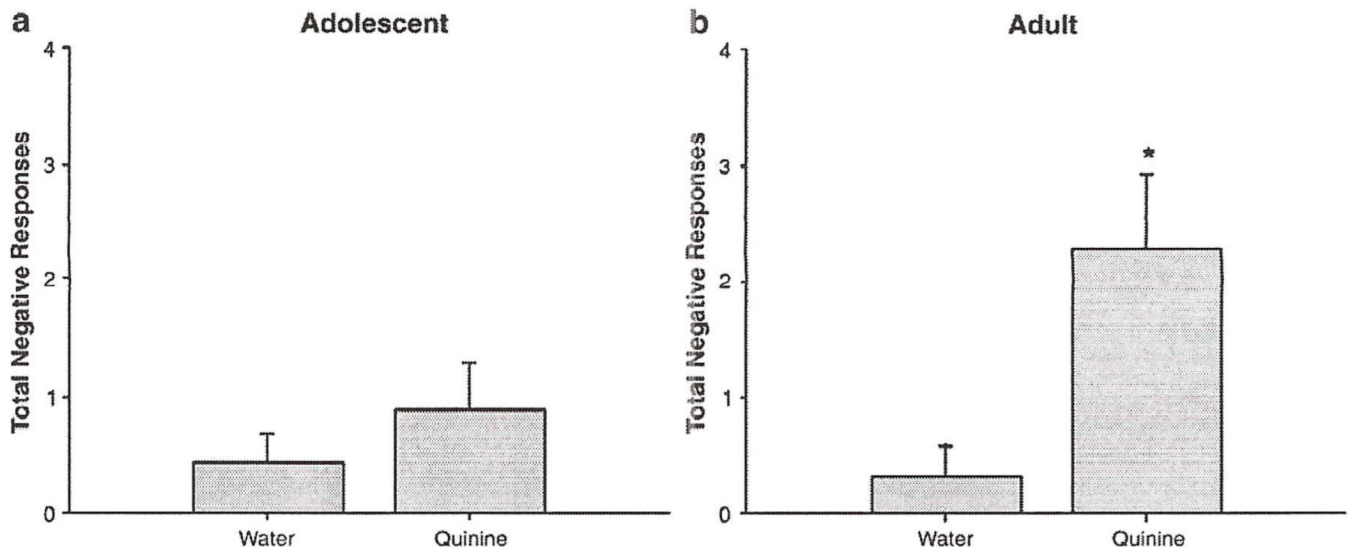 a
Adolescent
Total Negative Responses
4
3
2
1
0
Water
Quinine
b
Adult
Total Negative Responses
4
3
2
1
0
*
Water
Quinine